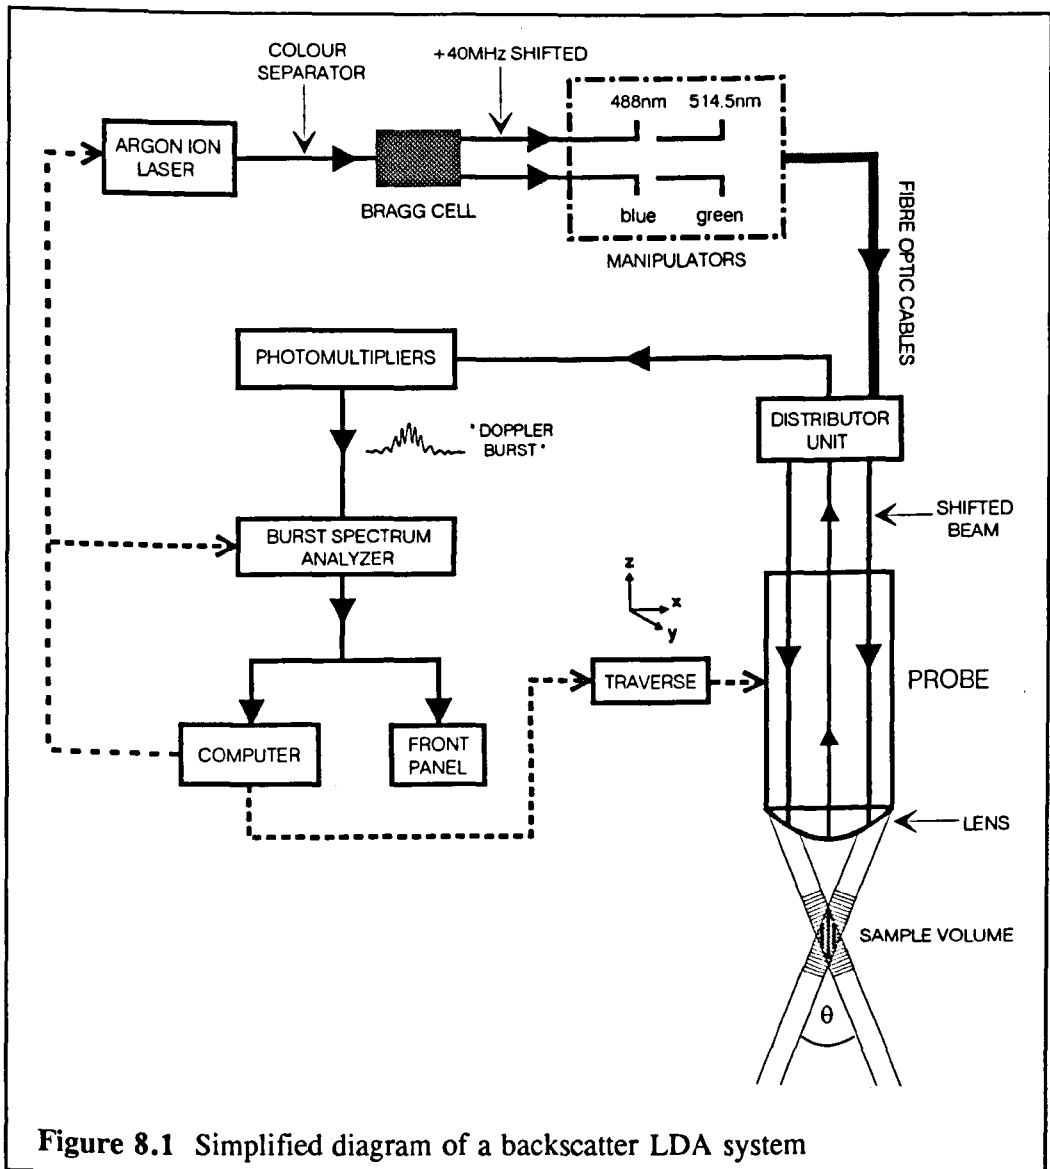 COLOUR
SEPARATOR
+40MHz SHIFTED
488nm 514.5nm
ARGON ION
LASER
BRAGG CELL
blue green
MANIPULATORS
FIBRE OPTIC CABLES
PHOTOMULTIPLIERS
"DOPPLER
BURST"
DISTRIBUTOR
UNIT
SHIFTED
BEAM
BURST SPECTRUM
ANALYZER
z
x
y
TRAVERSE
PROBE
COMPUTER
FRONT
PANEL
LENS
SAMPLE VOLUME
θ
Figure 8.1 Simplified diagram of a backscatter LDA system